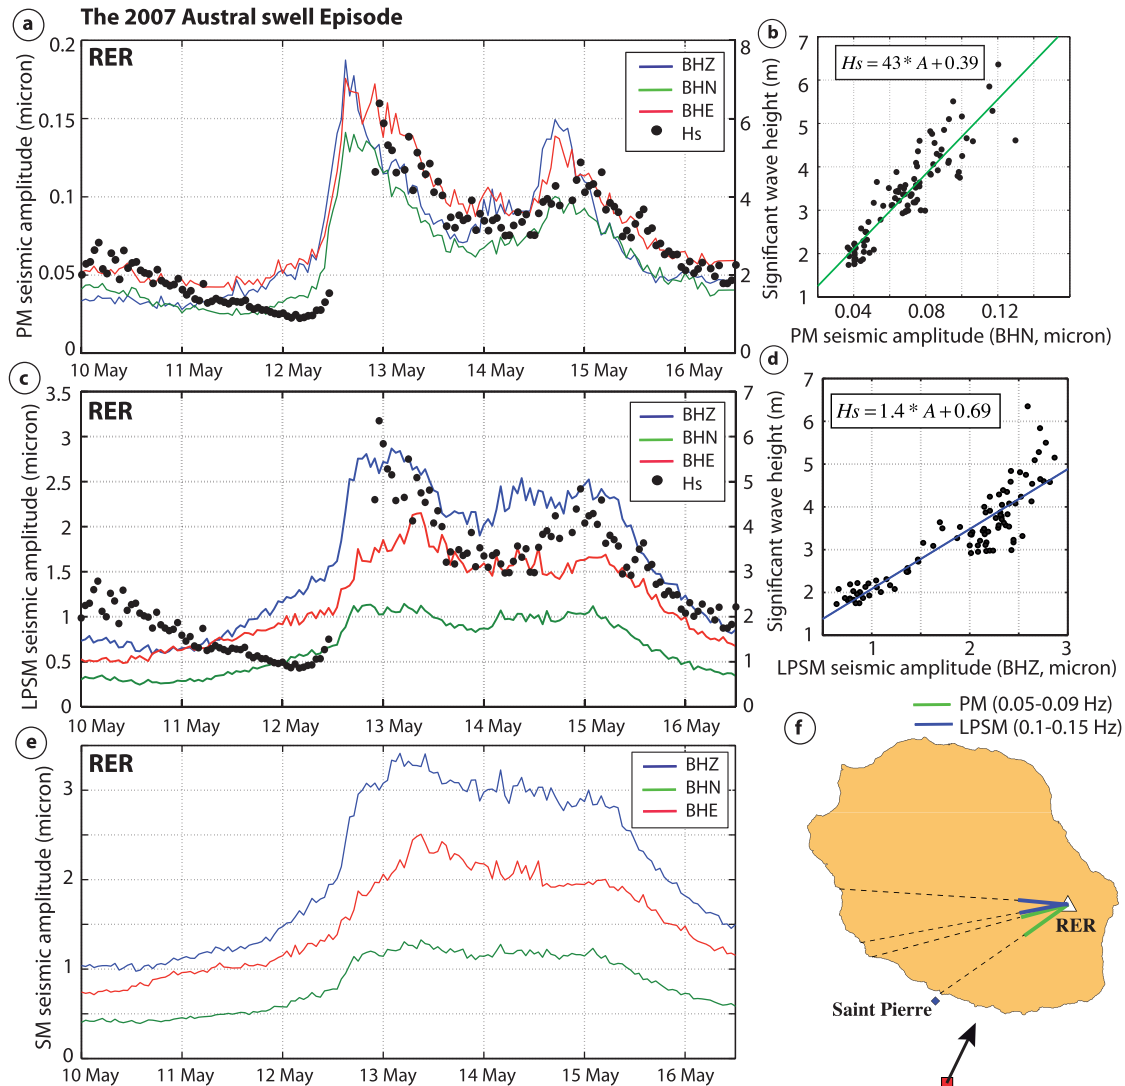 The 2007 Austral swell Episode
a
RER
PM seismic amplitude (micron)
0.2
0.15
0.1
0.05
0
8
6
4
2
0
BHZ
BHN
BHE
Hs
10 May 11 May 12 May 13 May 14 May 15 May 16 May
b
Hs = 43 * A + 0.39
Significant wave height (m)
7
6
5
4
3
2
1
0.04 0.08 0.12
PM seismic amplitude (BHN, micron)
c
RER
LPSM seismic amplitude (micron)
3.5
3
2.5
2
1.5
1
0.5
0
7
6
5
4
3
2
1
0
BHZ
BHN
BHE
Hs
10 May 11 May 12 May 13 May 14 May 15 May 16 May
d
Hs = 1.4 * A + 0.69
Significant wave height (m)
7
6
5
4
3
2
1
1 2 3
LPSM seismic amplitude (BHZ, micron)
e
RER
SM seismic amplitude (micron)
3
2
1
0
BHZ
BHN
BHE
10 May 11 May 12 May 13 May 14 May 15 May 16 May
PM (0.05-0.09 Hz)
LPSM (0.1-0.15 Hz)
f
RER
Saint Pierre